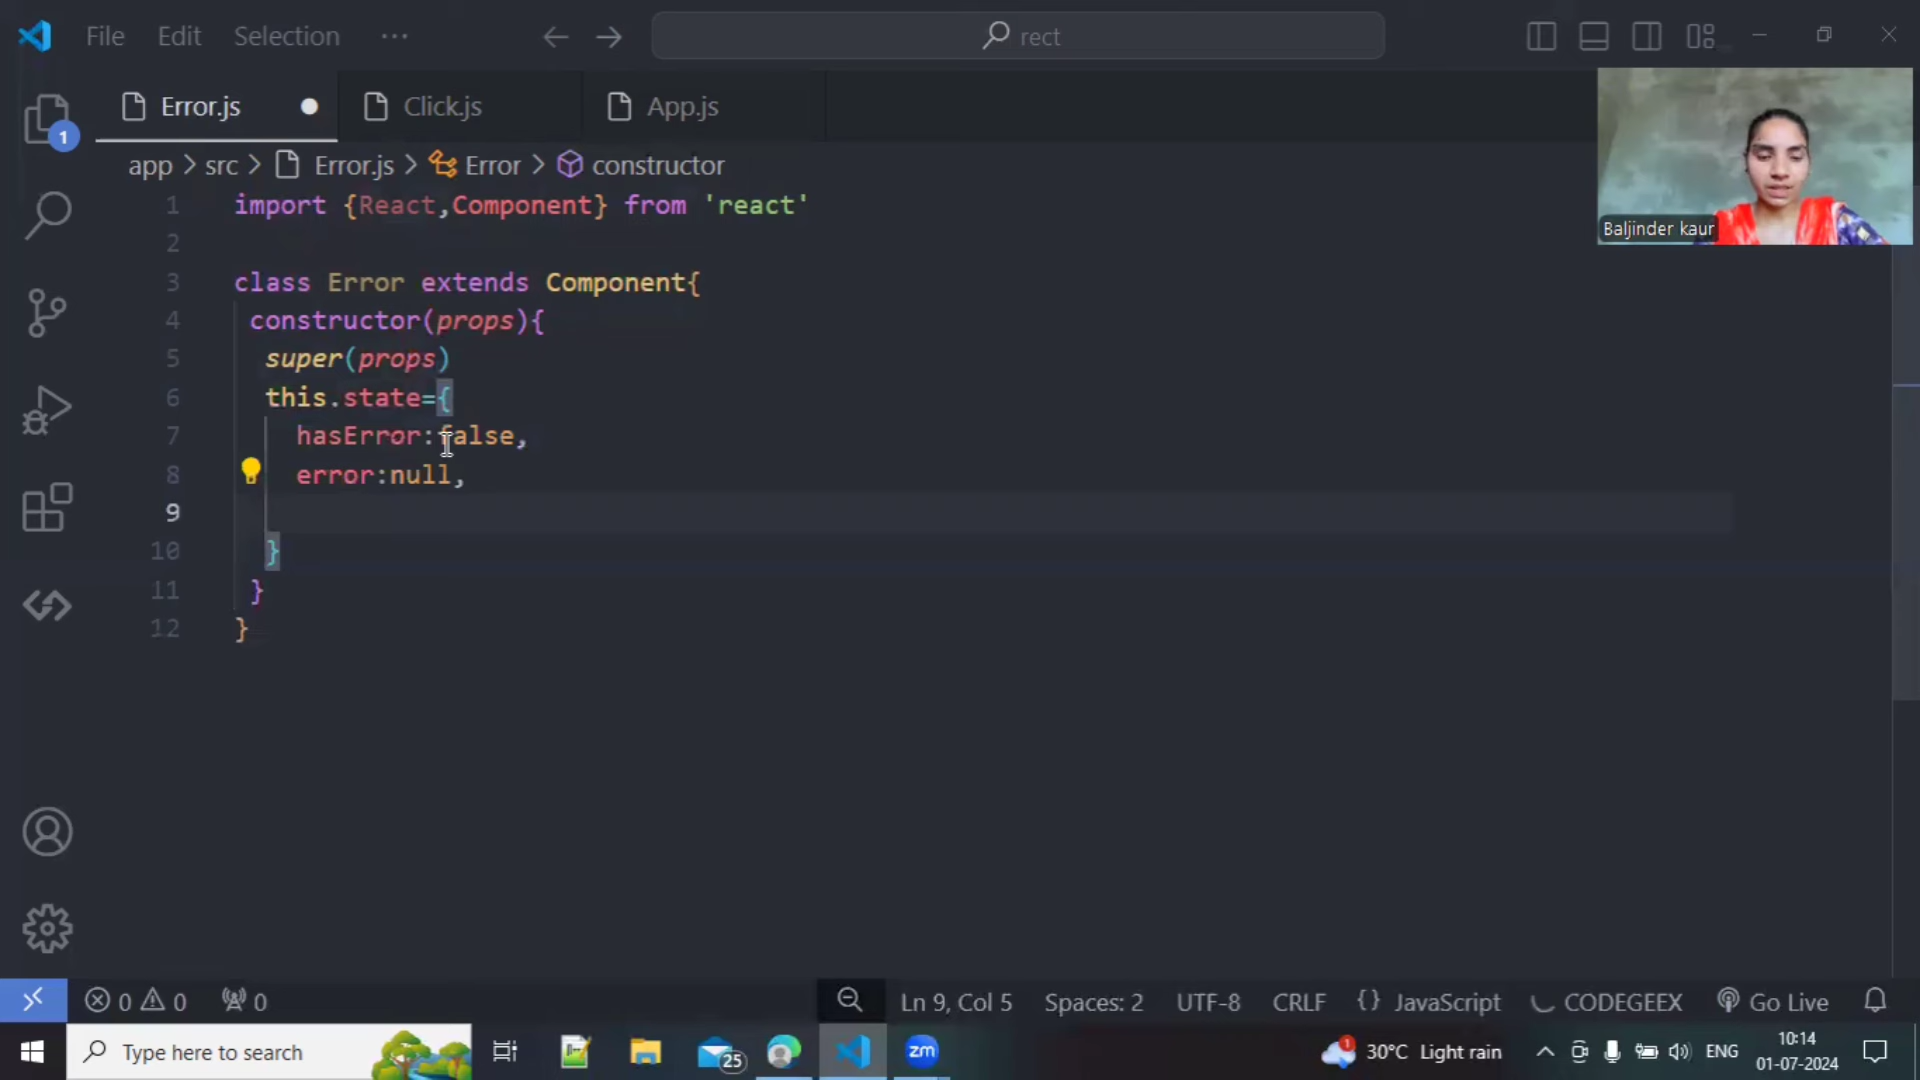 File Edit Selection ··· rect
Error.js Click.js App.js
app > src > Error.js > Error > constructor
Baljinder kaur
1 import {React,Component} from 'react'
2
3 class Error extends Component{
4 constructor(props){
5 super(props)
6 this.state={
7 hasError:false,
8 error:null,
9
10 }
11 }
12 }
1
0 0 0 Ln 9, Col 5 Spaces: 2 UTF-8 CRLF {} JavaScript CODEGEEX Go Live
Type here to search 25 zm 1 30°C Light rain ENG 10:14
01-07-2024